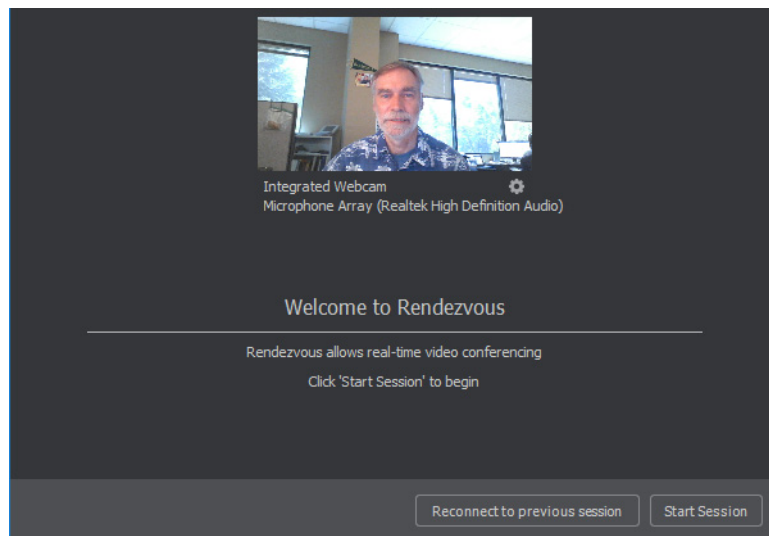 Integrated Webcam
Microphone Array (Realtek High Definition Audio)
Welcome to Rendezvous
Rendezvous allows real-time video conferencing
Click 'Start Session' to begin
Reconnect to previous session
Start Session